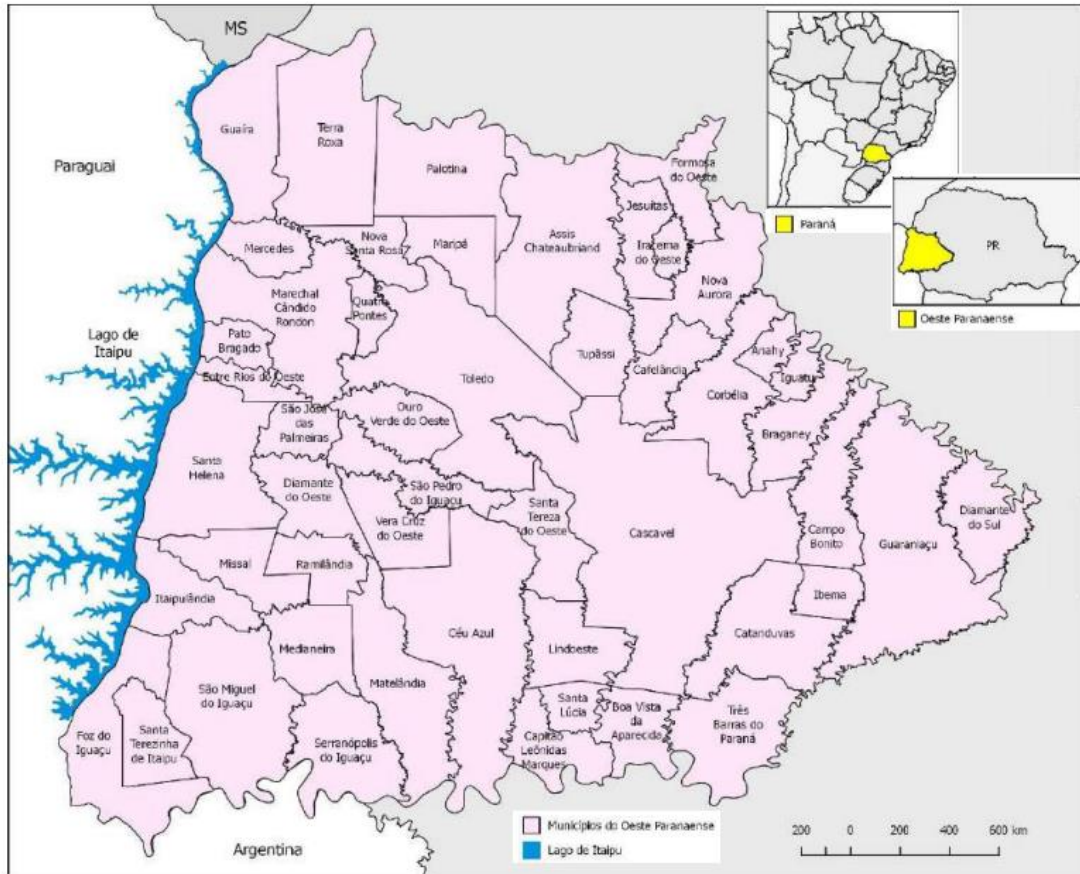 MS
Paraguai
Lago de
Itaipu
Argentina
Guaíra
Terra
Roxa
Palotina
Assis
Chateaubriand
Formosa
do Oeste
Jesuítas
Iracema
do Oeste
Nova
Aurora
Mercedes
Nova
Santa Rosa
Maripá
Marechal
Cândido
Rondon
Quatro
Pontes
Pato
Bragado
Entre Rios do Oeste
Toledo
Tupãssi
Cafelândia
Corbélia
Anahy
Iguatu
Braganey
São José
das
Palmeiras
Ouro
Verde do Oeste
Santa
Helena
Diamante
do Oeste
São Pedro
do Iguaçu
Vera Cruz
do Oeste
Santa
Tereza
do Oeste
Cascavel
Campo
Bonito
Guaraniaçu
Diamante
do Sul
Missal
Ramilândia
Itaipulândia
Ibema
Catanduvas
Céu Azul
Lindoeste
Medianeira
Matelândia
São Miguel
do Iguaçu
Santa
Lúcia
Boa Vista
da
Aparecida
Três
Barras do
Paraná
Foz do
Iguaçu
Santa
Terezinha
de Itaipu
Serranópolis
do Iguaçu
Capitão
Leônidas
Marques
Paraná
PR
Oeste Paranaense
Municípios do Oeste Paranaense
Lago de Itaipu
200 0 200 400 600 km